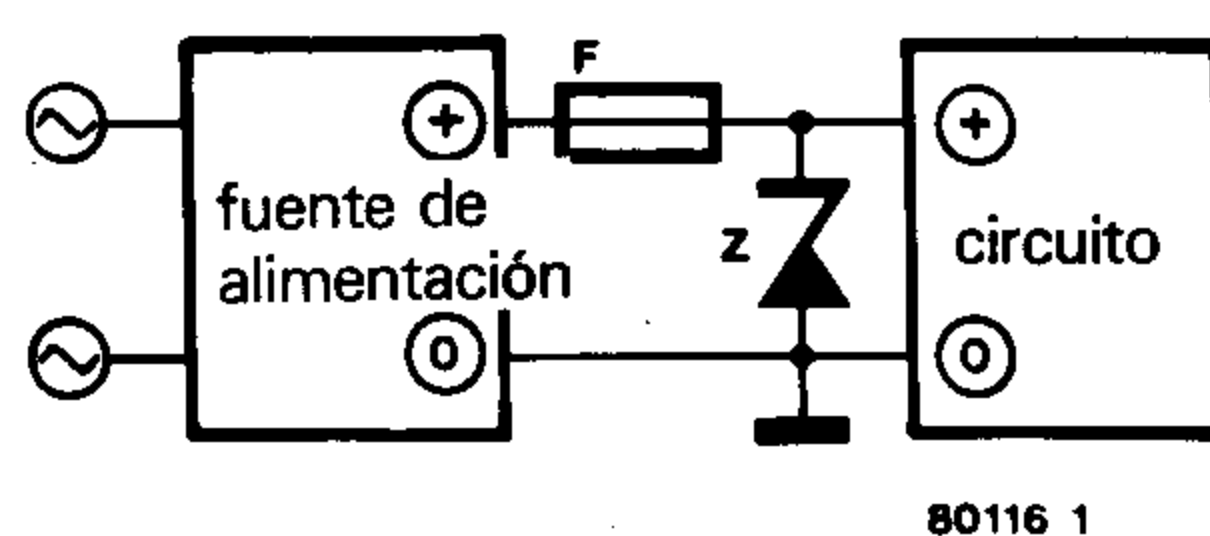 F
+
+
fuente de
alimentación
z
circuito
0
0
80116 1